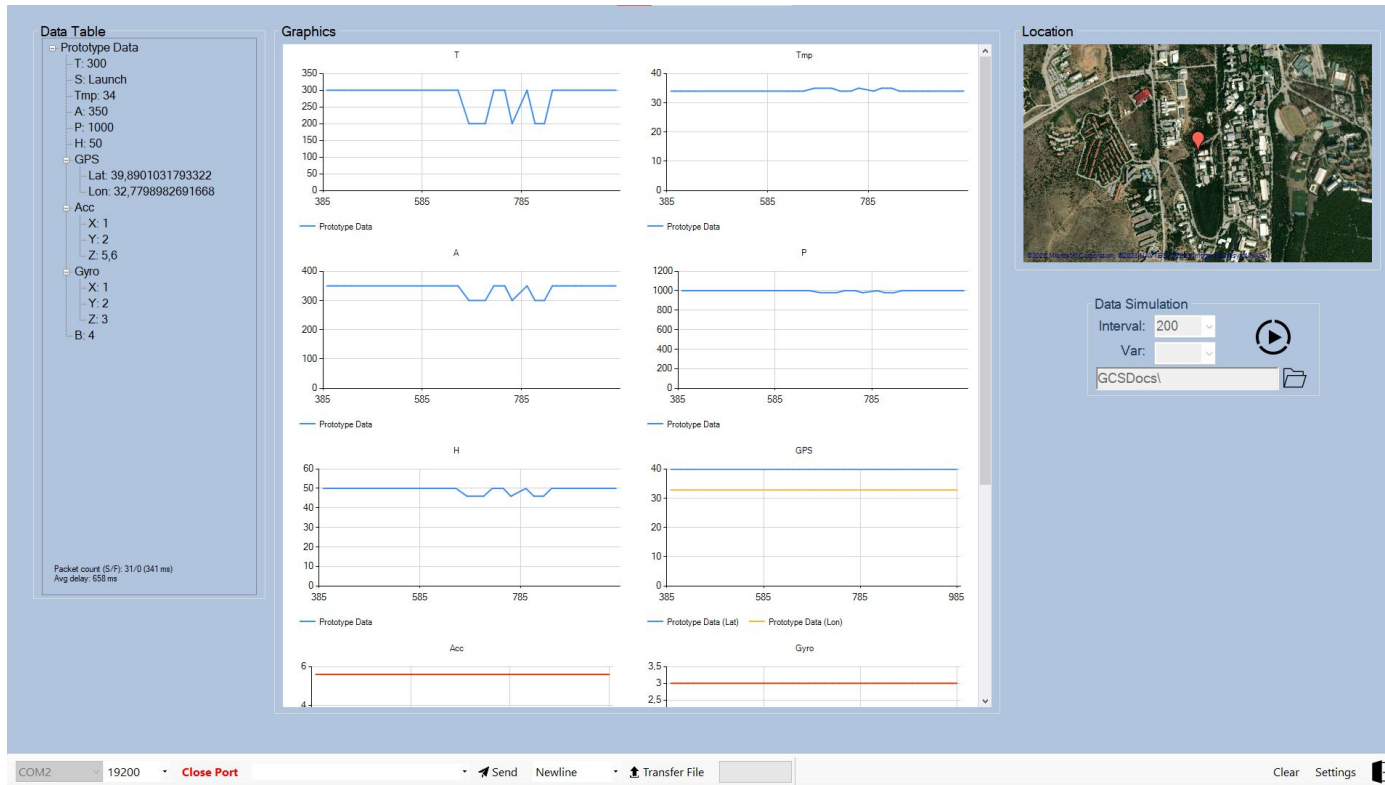 Data Table
Prototype Data
T: 300
S: Launch
Tmp: 34
A: 350
P: 1000
H: 50
GPS
Lat: 39,8901031793322
Lon: 32,7798982691668
Acc
X: 1
Y: 2
Z: 5,6
Gyro
X: 1
Y: 2
Z: 3
B: 4
Packet count (S/F): 31/0 (341 ms)
Avg delay: 658 ms
Graphics
T
350
300
250
200
150
100
50
0
385 585 785
Prototype Data
Tmp
40
30
20
10
0
385 585 785
Prototype Data
A
400
300
200
100
0
385 585 785
Prototype Data
P
1200
1000
800
600
400
200
0
385 585 785
Prototype Data
H
60
50
40
30
20
10
0
385 585 785
Prototype Data
GPS
40
30
20
10
0
385 585 785 985
Prototype Data (Lat) Prototype Data (Lon)
Acc
6
4
Gyro
3,5
3
2,5
Location
Microsoft Corporation,
Data Simulation
Interval: 200
Var:
GCSDocs\
COM2 19200 Close Port Send Newline Transfer File Clear Settings